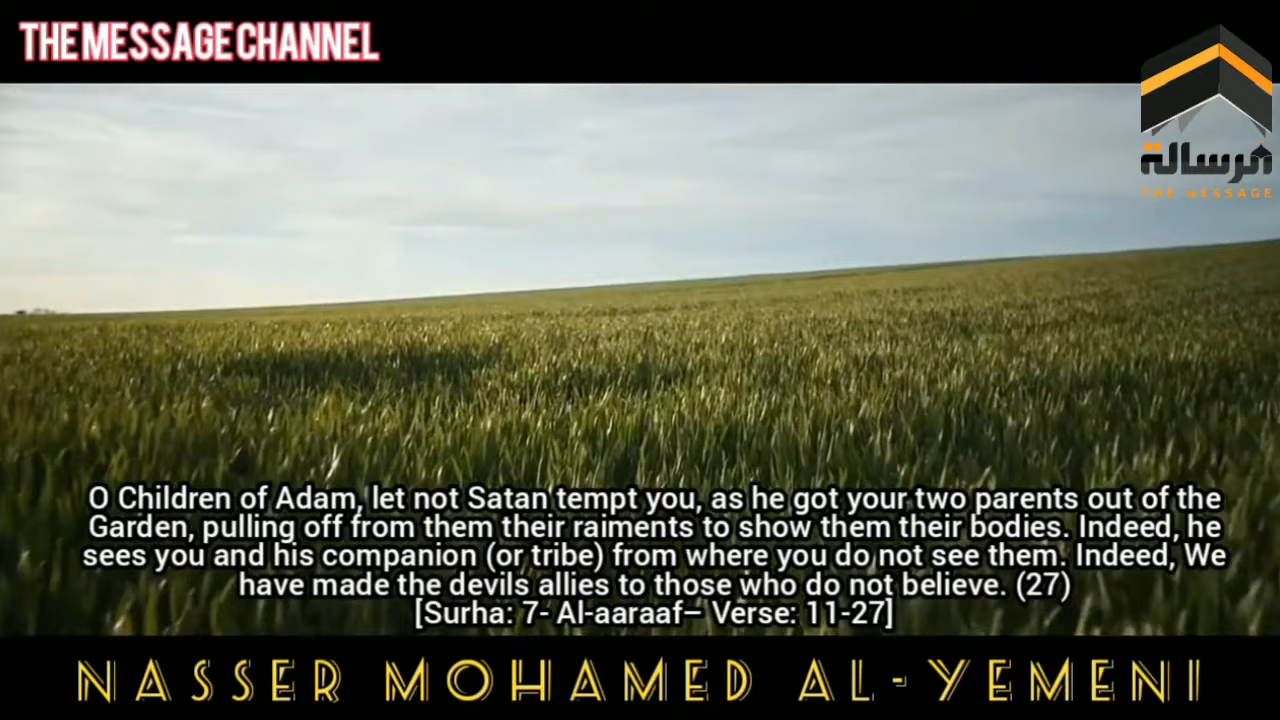 THE MESSAGE CHANNEL
الرسالة
THE MESSAGE
O Children of Adam, let not Satan tempt you, as he got your two parents out of the
Garden, pulling off from them their raiments to show them their bodies. Indeed, he
sees you and his companion (or tribe) from where you do not see them. Indeed, We
have made the devils allies to those who do not believe. (27)
[Surha: 7- Al-aaraaf– Verse: 11-27]
NASSER MOHAMED AL-YEMENI